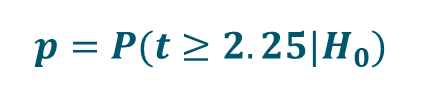 p = P(t ≥ 2.25|H₀)